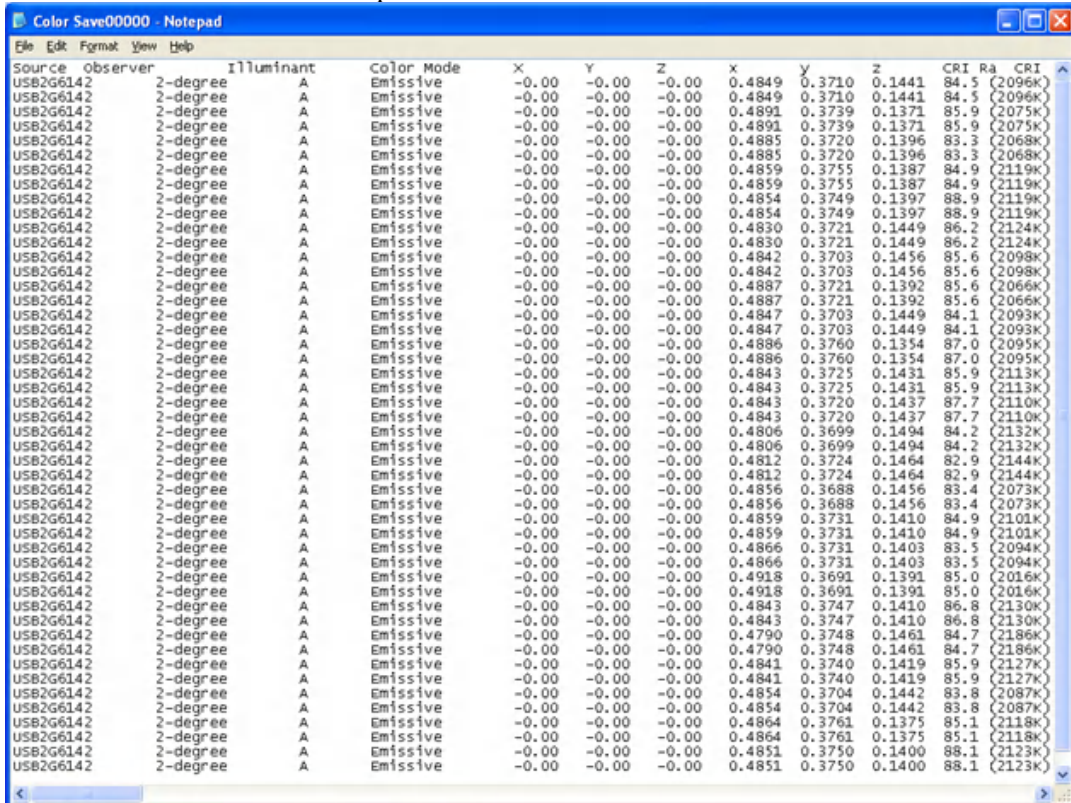 Color Save00000 - Notepad
File Edit Format View Help
Source Observer Illuminant Color Mode X Y Z x y z CRI Ra CRI
USB2G6142 2-degree A Emissive -0.00 -0.00 -0.00 0.4849 0.3710 0.1441 84.5 (2096K)
USB2G6142 2-degree A Emissive -0.00 -0.00 -0.00 0.4849 0.3710 0.1441 84.5 (2096K)
USB2G6142 2-degree A Emissive -0.00 -0.00 -0.00 0.4891 0.3739 0.1371 85.9 (2075K)
USB2G6142 2-degree A Emissive -0.00 -0.00 -0.00 0.4891 0.3739 0.1371 85.9 (2075K)
USB2G6142 2-degree A Emissive -0.00 -0.00 -0.00 0.4885 0.3720 0.1396 83.3 (2068K)
USB2G6142 2-degree A Emissive -0.00 -0.00 -0.00 0.4885 0.3720 0.1396 83.3 (2068K)
USB2G6142 2-degree A Emissive -0.00 -0.00 -0.00 0.4859 0.3755 0.1387 84.9 (2119K)
USB2G6142 2-degree A Emissive -0.00 -0.00 -0.00 0.4859 0.3755 0.1387 84.9 (2119K)
USB2G6142 2-degree A Emissive -0.00 -0.00 -0.00 0.4854 0.3749 0.1397 88.9 (2119K)
USB2G6142 2-degree A Emissive -0.00 -0.00 -0.00 0.4854 0.3749 0.1397 88.9 (2119K)
USB2G6142 2-degree A Emissive -0.00 -0.00 -0.00 0.4830 0.3721 0.1449 86.2 (2124K)
USB2G6142 2-degree A Emissive -0.00 -0.00 -0.00 0.4830 0.3721 0.1449 86.2 (2124K)
USB2G6142 2-degree A Emissive -0.00 -0.00 -0.00 0.4842 0.3703 0.1456 85.6 (2098K)
USB2G6142 2-degree A Emissive -0.00 -0.00 -0.00 0.4842 0.3703 0.1456 85.6 (2098K)
USB2G6142 2-degree A Emissive -0.00 -0.00 -0.00 0.4887 0.3721 0.1392 85.6 (2066K)
USB2G6142 2-degree A Emissive -0.00 -0.00 -0.00 0.4887 0.3721 0.1392 85.6 (2066K)
USB2G6142 2-degree A Emissive -0.00 -0.00 -0.00 0.4847 0.3703 0.1449 84.1 (2093K)
USB2G6142 2-degree A Emissive -0.00 -0.00 -0.00 0.4847 0.3703 0.1449 84.1 (2093K)
USB2G6142 2-degree A Emissive -0.00 -0.00 -0.00 0.4886 0.3760 0.1354 87.0 (2095K)
USB2G6142 2-degree A Emissive -0.00 -0.00 -0.00 0.4886 0.3760 0.1354 87.0 (2095K)
USB2G6142 2-degree A Emissive -0.00 -0.00 -0.00 0.4843 0.3725 0.1431 85.9 (2113K)
USB2G6142 2-degree A Emissive -0.00 -0.00 -0.00 0.4843 0.3725 0.1431 85.9 (2113K)
USB2G6142 2-degree A Emissive -0.00 -0.00 -0.00 0.4843 0.3720 0.1437 87.7 (2110K)
USB2G6142 2-degree A Emissive -0.00 -0.00 -0.00 0.4843 0.3720 0.1437 87.7 (2110K)
USB2G6142 2-degree A Emissive -0.00 -0.00 -0.00 0.4806 0.3699 0.1494 84.2 (2132K)
USB2G6142 2-degree A Emissive -0.00 -0.00 -0.00 0.4806 0.3699 0.1494 84.2 (2132K)
USB2G6142 2-degree A Emissive -0.00 -0.00 -0.00 0.4812 0.3724 0.1464 82.9 (2144K)
USB2G6142 2-degree A Emissive -0.00 -0.00 -0.00 0.4812 0.3724 0.1464 82.9 (2144K)
USB2G6142 2-degree A Emissive -0.00 -0.00 -0.00 0.4856 0.3688 0.1456 83.4 (2073K)
USB2G6142 2-degree A Emissive -0.00 -0.00 -0.00 0.4856 0.3688 0.1456 83.4 (2073K)
USB2G6142 2-degree A Emissive -0.00 -0.00 -0.00 0.4859 0.3731 0.1410 84.9 (2101K)
USB2G6142 2-degree A Emissive -0.00 -0.00 -0.00 0.4859 0.3731 0.1410 84.9 (2101K)
USB2G6142 2-degree A Emissive -0.00 -0.00 -0.00 0.4866 0.3731 0.1403 83.5 (2094K)
USB2G6142 2-degree A Emissive -0.00 -0.00 -0.00 0.4866 0.3731 0.1403 83.5 (2094K)
USB2G6142 2-degree A Emissive -0.00 -0.00 -0.00 0.4918 0.3691 0.1391 85.0 (2016K)
USB2G6142 2-degree A Emissive -0.00 -0.00 -0.00 0.4918 0.3691 0.1391 85.0 (2016K)
USB2G6142 2-degree A Emissive -0.00 -0.00 -0.00 0.4843 0.3747 0.1410 86.8 (2130K)
USB2G6142 2-degree A Emissive -0.00 -0.00 -0.00 0.4843 0.3747 0.1410 86.8 (2130K)
USB2G6142 2-degree A Emissive -0.00 -0.00 -0.00 0.4790 0.3748 0.1461 84.7 (2186K)
USB2G6142 2-degree A Emissive -0.00 -0.00 -0.00 0.4790 0.3748 0.1461 84.7 (2186K)
USB2G6142 2-degree A Emissive -0.00 -0.00 -0.00 0.4841 0.3740 0.1419 85.9 (2127K)
USB2G6142 2-degree A Emissive -0.00 -0.00 -0.00 0.4841 0.3740 0.1419 85.9 (2127K)
USB2G6142 2-degree A Emissive -0.00 -0.00 -0.00 0.4854 0.3704 0.1442 83.8 (2087K)
USB2G6142 2-degree A Emissive -0.00 -0.00 -0.00 0.4854 0.3704 0.1442 83.8 (2087K)
USB2G6142 2-degree A Emissive -0.00 -0.00 -0.00 0.4864 0.3761 0.1375 85.1 (2118K)
USB2G6142 2-degree A Emissive -0.00 -0.00 -0.00 0.4864 0.3761 0.1375 85.1 (2118K)
USB2G6142 2-degree A Emissive -0.00 -0.00 -0.00 0.4851 0.3750 0.1400 88.1 (2123K)
USB2G6142 2-degree A Emissive -0.00 -0.00 -0.00 0.4851 0.3750 0.1400 88.1 (2123K)